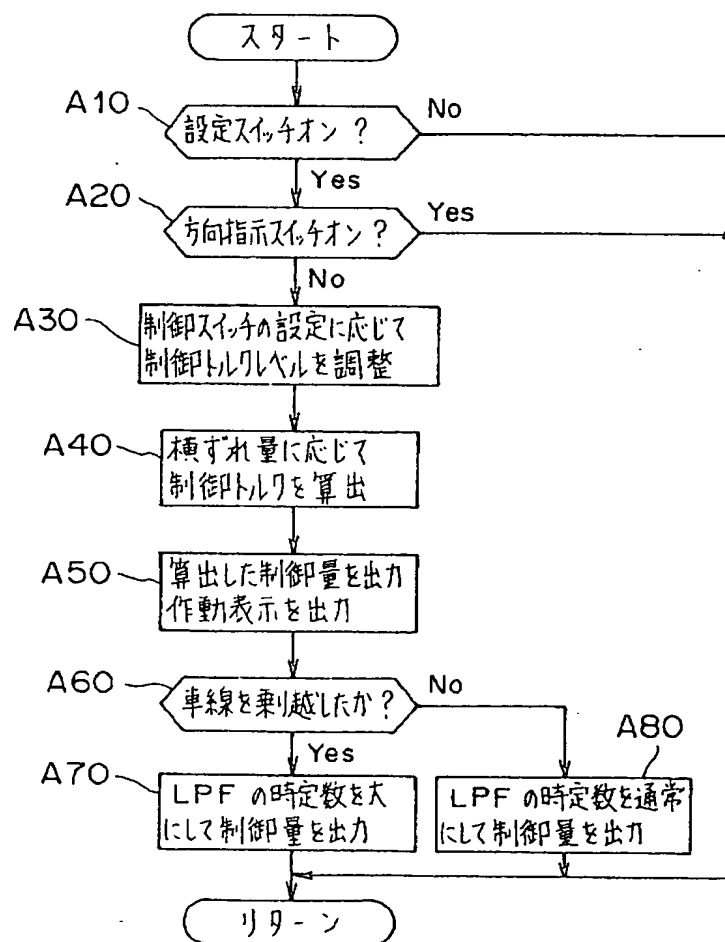 スタート
A10
設定スイッチオン ?
No
Yes
A20
方向指示スイッチオン ?
Yes
No
A30
制御スイッチの設定に応じて
制御トルクレベルを調整
A40
横ずれ量に応じて
制御トルクを算出
A50
算出した制御量を出力
作動表示を出力
A60
車線を乗り越したか ?
No
Yes
A70
LPF の時定数を大
にして制御量を出力
A80
LPF の時定数を通常
にして制御量を出力
リターン